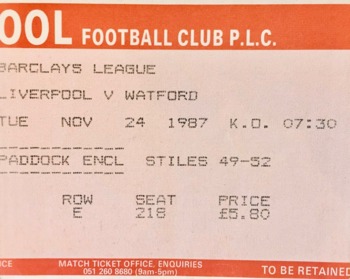 OOL FOOTBALL CLUB P.L.C.
BARCLAYS LEAGUE
LIVERPOOL V WATFORD
TUE NOV 24 1987 K.O. 07:30
PADDOCK ENCL STILES 49-52
ROW SEAT PRICE
E 218 £5.80
ICE MATCH TICKET OFFICE, ENQUIRIES
051 260 8680 (9am-5pm) TO BE RETAINED